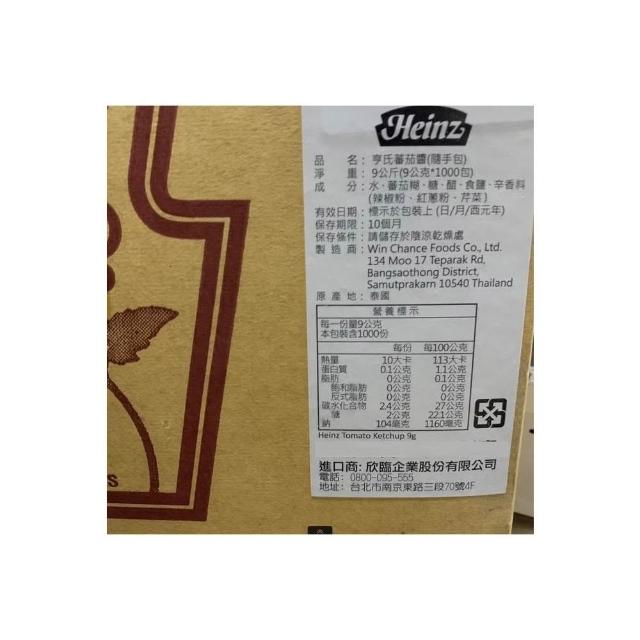 Heinz
品 名：亨氏蕃茄醬(隨手包)
淨 重：9公斤(9公克*1000包)
成 分：水、蕃茄糊、糖、醋、食鹽、辛香料
(辣椒粉、紅蔥粉、芹菜)
有效日期：標示於包裝上 (日/月/西元年)
保存期限：10個月
保存條件：請儲存於陰涼乾燥處
製 造 商：Win Chance Foods Co., Ltd.
134 Moo 17 Teparak Rd,
Bangsaothong District,
Samutprakarn 10540 Thailand
原 產 地：泰國
營養標示
每一份量9公克
本包裝含1000份
每份 每100公克
熱量 10大卡 113大卡
蛋白質 0.1公克 1.1公克
脂肪 0公克 0.1公克
飽和脂肪 0公克 0公克
反式脂肪 0公克 0公克
碳水化合物 2.4公克 27公克
糖 2公克 22.1公克
鈉 104毫克 1160毫克
Heinz Tomato Ketchup 9g
進口商: 欣臨企業股份有限公司
電話: 0800-095-555
地址: 台北市南京東路三段70號4F
S